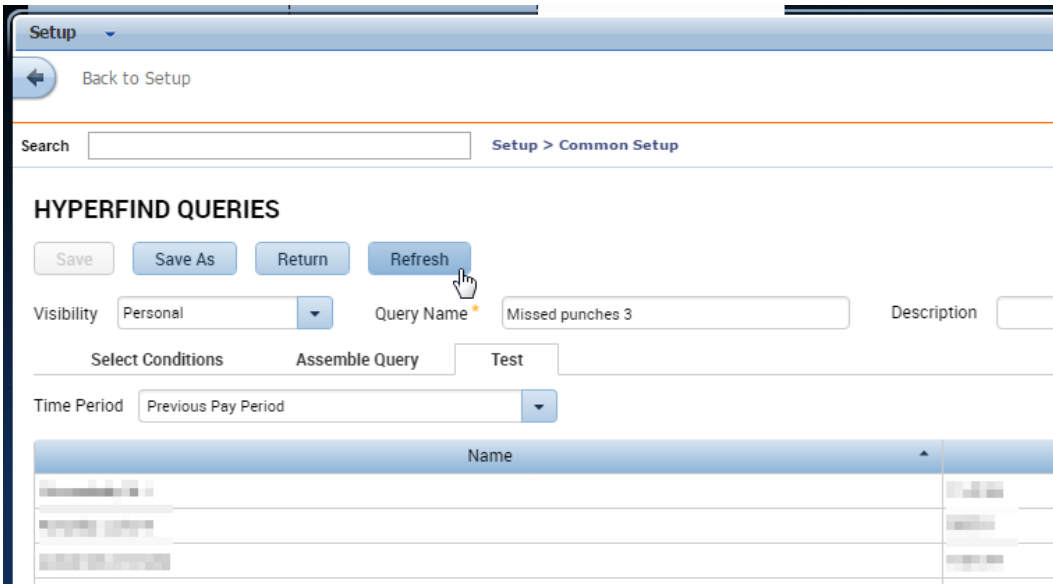 Setup
Back to Setup
Search Setup > Common Setup
HYPERFIND QUERIES
Save Save As Return Refresh
Visibility Personal Query Name * Missed punches 3 Description
Select Conditions Assemble Query Test
Time Period Previous Pay Period
Name